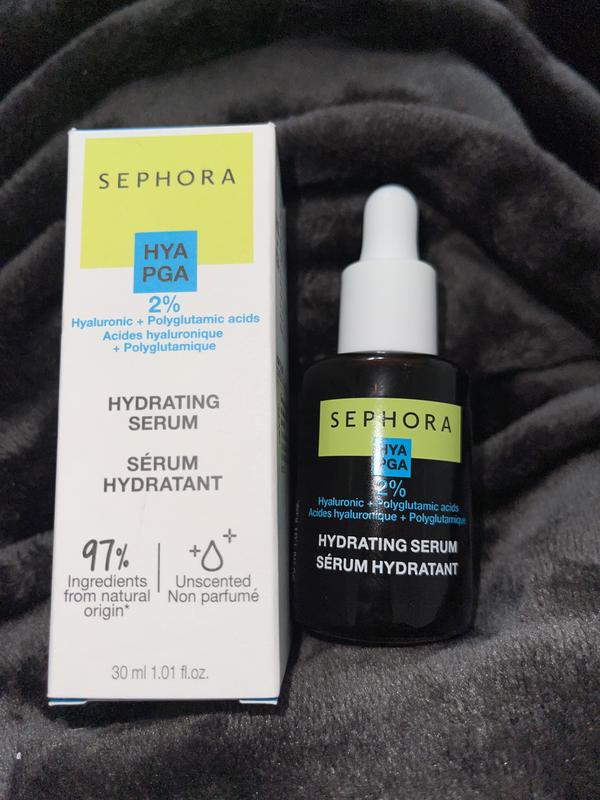 SEPHORA
HYA
PGA
2%
Hyaluronic + Polyglutamic acids
Acides hyaluronique
+ Polyglutamique
HYDRATING
SERUM
SÉRUM
HYDRATANT
97%
Ingredients
from natural
origin*
Unscented
Non parfumé
30 ml 1.01 fl.oz.
SEPHORA
HYA
PGA
2%
Hyaluronic + Polyglutamic acids
Acides hyaluronique + Polyglutamique
HYDRATING SERUM
SÉRUM HYDRATANT